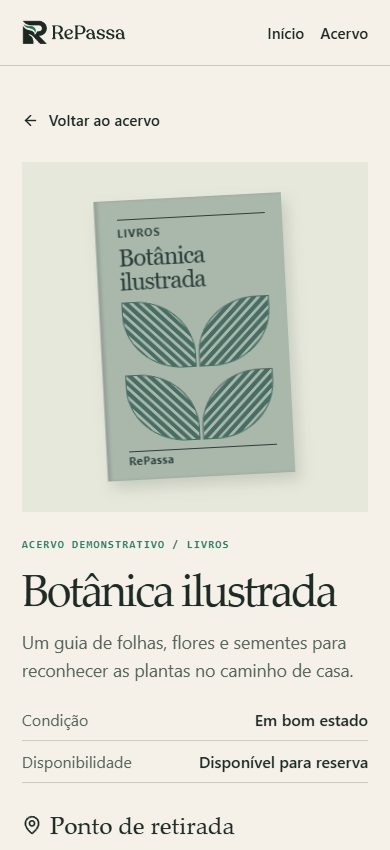 RePassa
Início Acervo
Voltar ao acervo
LIVROS
Botânica
ilustrada
RePassa
ACERVO DEMONSTRATIVO / LIVROS
Botânica ilustrada
Um guia de folhas, flores e sementes para
reconhecer as plantas no caminho de casa.
Condição Em bom estado
Disponibilidade Disponível para reserva
Ponto de retirada